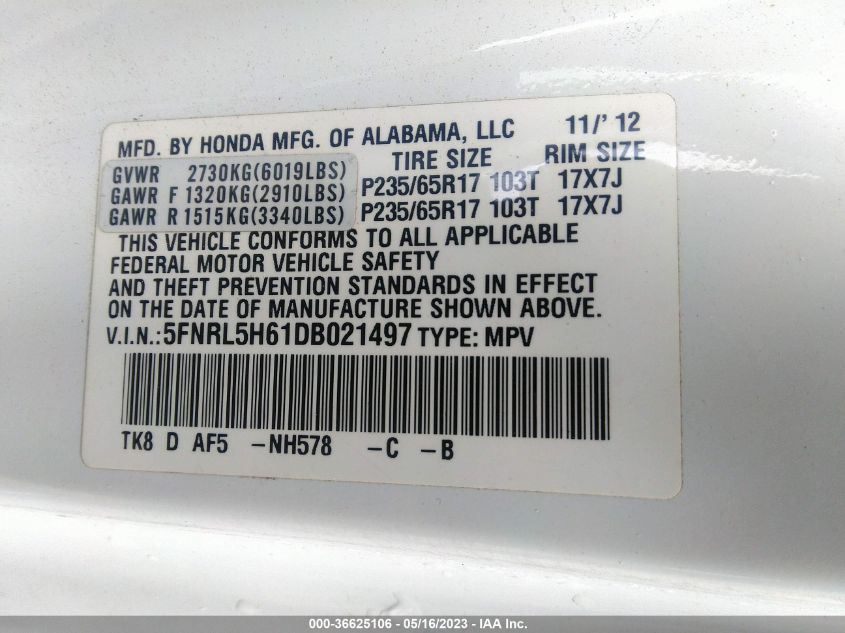 MFD. BY HONDA MFG. OF ALABAMA, LLC 11/' 12
TIRE SIZE RIM SIZE
GVWR 2730KG(6019LBS)
GAWR F 1320KG(2910LBS) P235/65R17 103T 17X7J
GAWR R 1515KG(3340LBS) P235/65R17 103T 17X7J
THIS VEHICLE CONFORMS TO ALL APPLICABLE
FEDERAL MOTOR VEHICLE SAFETY
AND THEFT PREVENTION STANDARDS IN EFFECT
ON THE DATE OF MANUFACTURE SHOWN ABOVE.
V.I.N.:5FNRL5H61DB021497 TYPE: MPV
TK8 D AF5 -NH578 -C -B
000-36625106 - 05/16/2023 - IAA Inc.